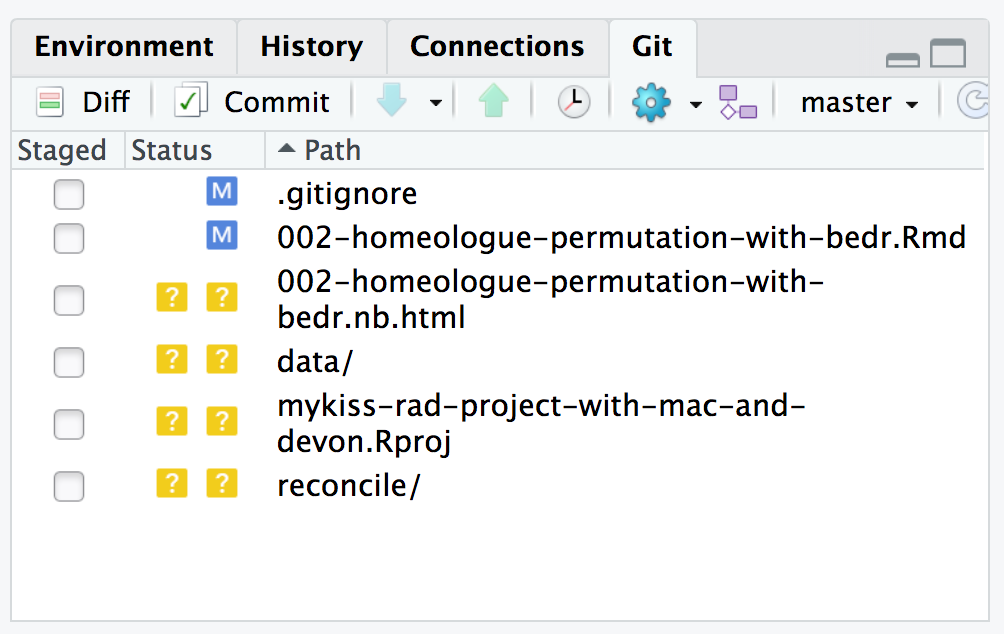 Environment History Connections Git
Diff Commit master
Staged Status Path
M .gitignore
M 002-homeologue-permutation-with-bedr.Rmd
? ? 002-homeologue-permutation-with-
bedr.nb.html
? ? data/
? ? mykiss-rad-project-with-mac-and-
devon.Rproj
? ? reconcile/